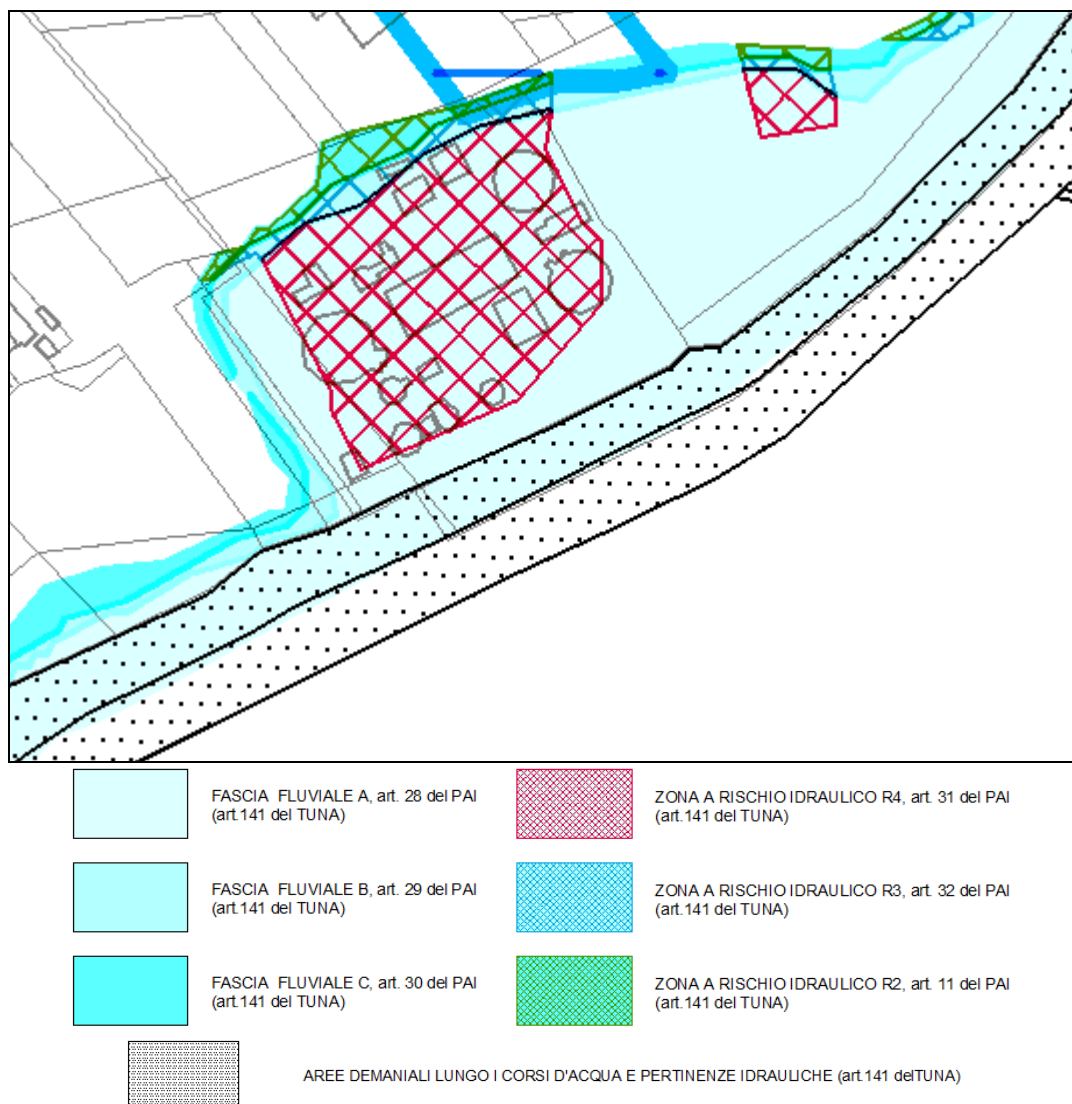 FASCIA FLUVIALE A, art. 28 del PAI
(art.141 del TUNA)
ZONA A RISCHIO IDRAULICO R4, art. 31 del PAI
(art.141 del TUNA)
FASCIA FLUVIALE B, art. 29 del PAI
(art.141 del TUNA)
ZONA A RISCHIO IDRAULICO R3, art. 32 del PAI
(art.141 del TUNA)
FASCIA FLUVIALE C, art. 30 del PAI
(art.141 del TUNA)
ZONA A RISCHIO IDRAULICO R2, art. 11 del PAI
(art.141 del TUNA)
AREE DEMANIALI LUNGO I CORSI D'ACQUA E PERTINENZE IDRAULICHE (art.141 delTUNA)